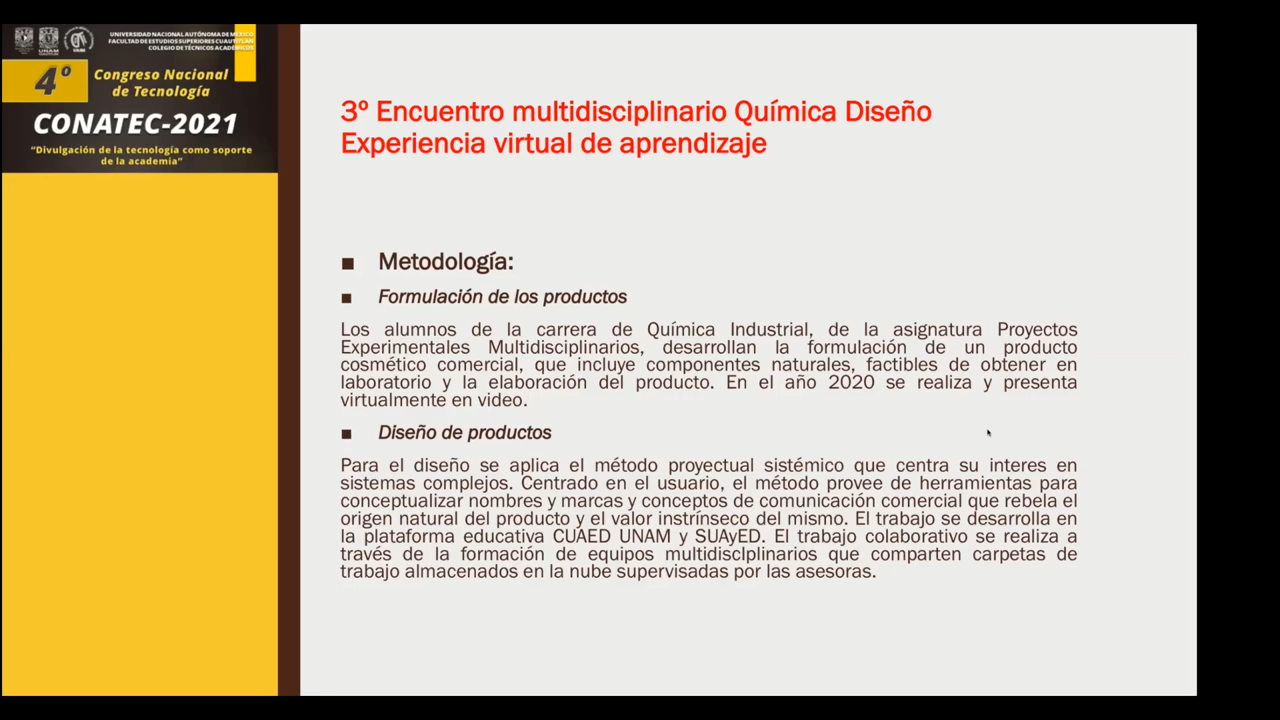 UNIVERSIDAD NACIONAL AUTÓNOMA DE MÉXICO
FACULTAD DE ESTUDIOS SUPERIORES CUAUTITLÁN
COLEGIO DE TÉCNICOS ACADÉMICOS
4º
Congreso Nacional
de Tecnología
CONATEC-2021
"Divulgación de la tecnología como soporte
de la academia"
3º Encuentro multidisciplinario Química Diseño
Experiencia virtual de aprendizaje
■ Metodología:
■ Formulación de los productos
Los alumnos de la carrera de Química Industrial, de la asignatura Proyectos
Experimentales Multidisciplinarios, desarrollan la formulación de un producto
cosmético comercial, que incluye componentes naturales, factibles de obtener en
laboratorio y la elaboración del producto. En el año 2020 se realiza y presenta
virtualmente en video.
■ Diseño de productos
Para el diseño se aplica el método proyectual sistémico que centra su interes en
sistemas complejos. Centrado en el usuario, el método provee de herramientas para
conceptualizar nombres y marcas y conceptos de comunicación comercial que rebela el
origen natural del producto y el valor instrínseco del mismo. El trabajo se desarrolla en
la plataforma educativa CUAED UNAM y SUAyED. El trabajo colaborativo se realiza a
través de la formación de equipos multidiscIplinarios que comparten carpetas de
trabajo almacenados en la nube supervisadas por las asesoras.